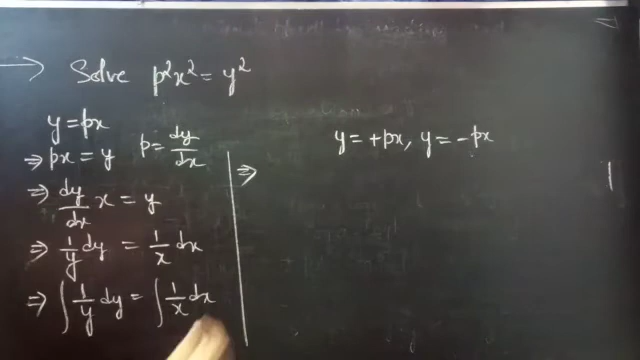 → Solve p²x² = y²
y = px
⇒ px = y  p = dy/dx
⇒ dy/dx x = y
⇒ 1/y dy = 1/x dx
⇒ ∫ 1/y dy = ∫ 1/x dx
y = +px, y = -px
⇒